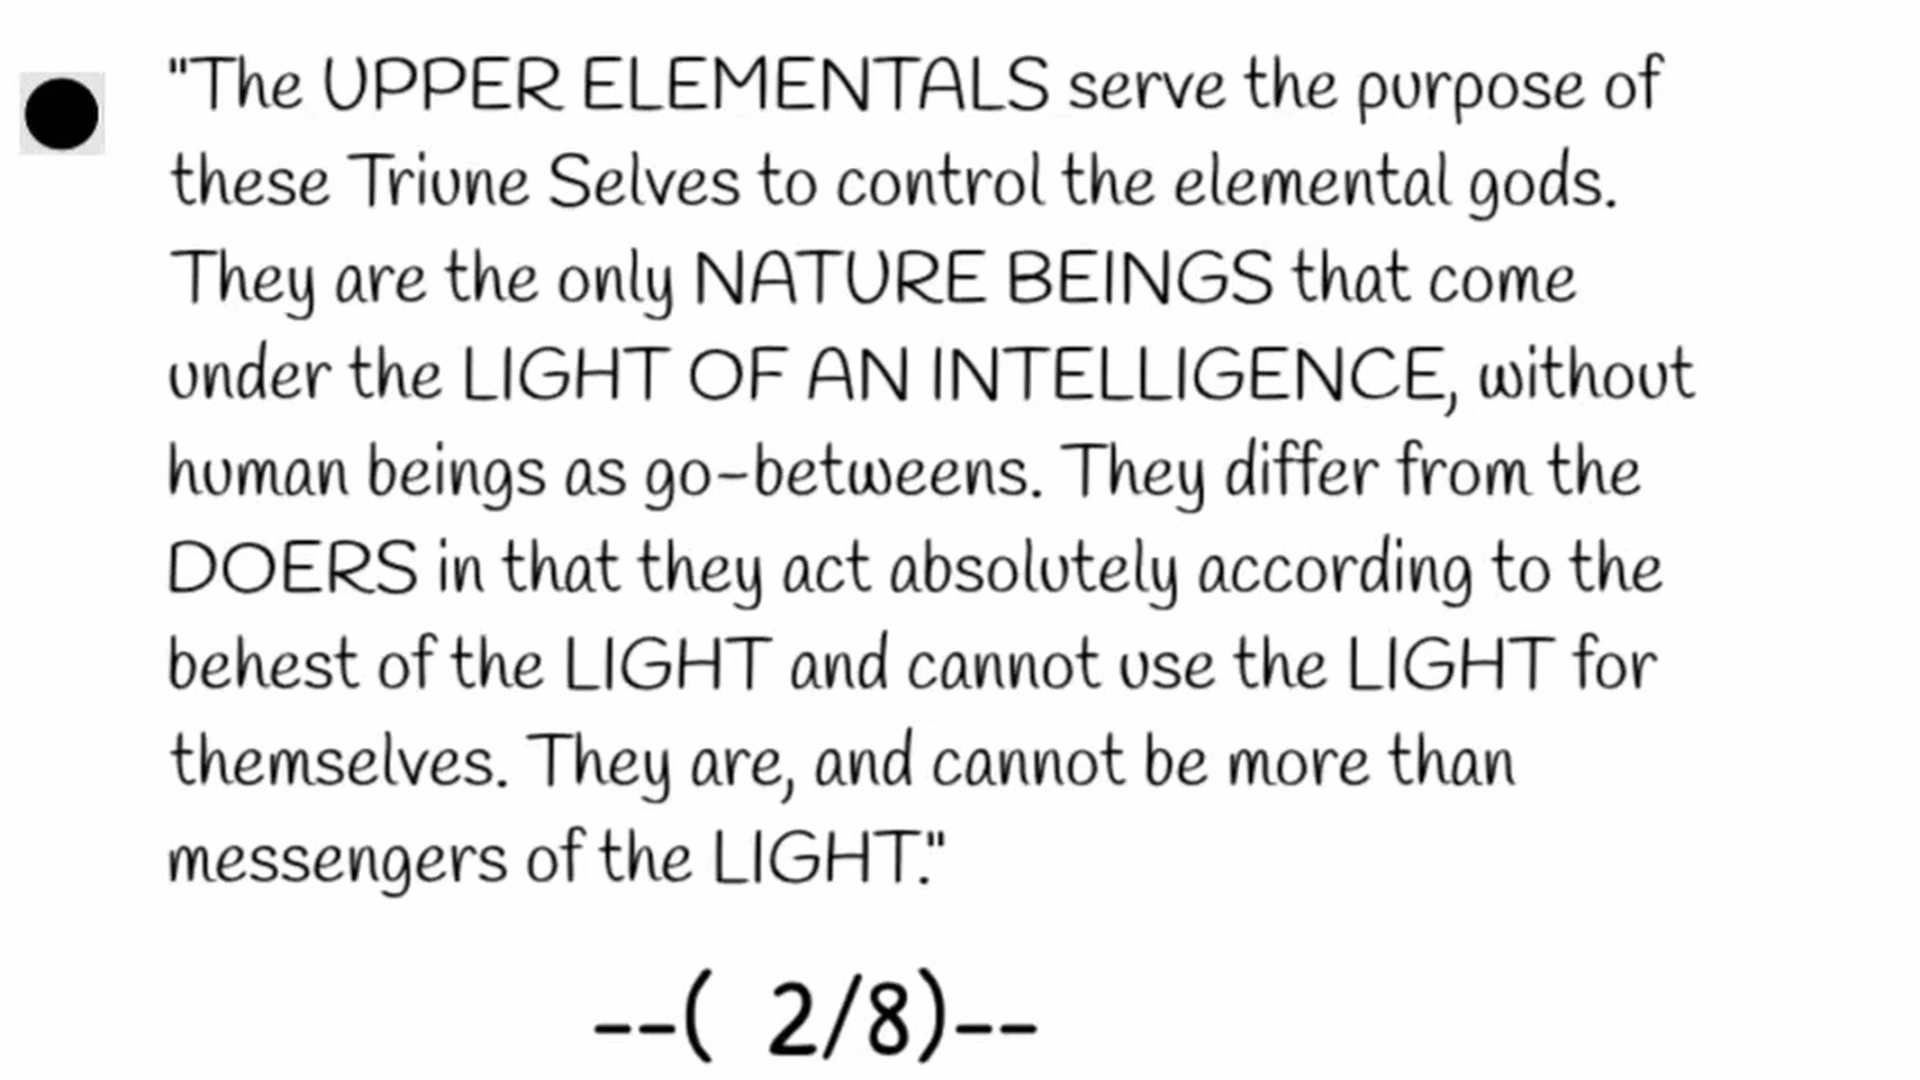 "The UPPER ELEMENTALS serve the purpose of
these Triune Selves to control the elemental gods.
They are the only NATURE BEINGS that come
under the LIGHT OF AN INTELLIGENCE, without
human beings as go-betweens. They differ from the
DOERS in that they act absolutely according to the
behest of the LIGHT and cannot use the LIGHT for
themselves. They are, and cannot be more than
messengers of the LIGHT."
--( 2/8)--